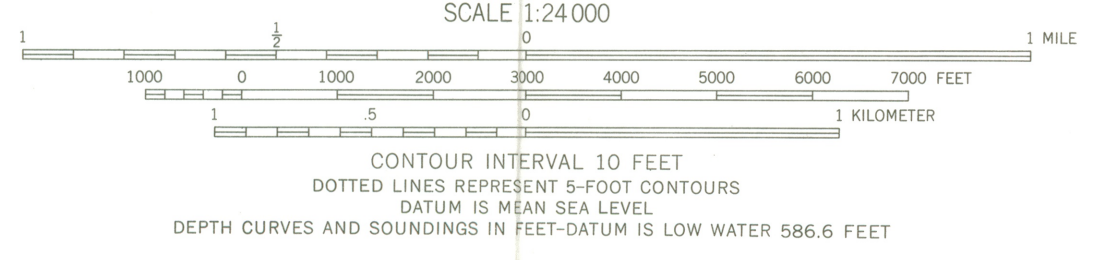 SCALE 1:24 000
1 1/2 0 1 MILE
1000 0 1000 2000 3000 4000 5000 6000 7000 FEET
1 .5 0 1 KILOMETER
CONTOUR INTERVAL 10 FEET
DOTTED LINES REPRESENT 5-FOOT CONTOURS
DATUM IS MEAN SEA LEVEL
DEPTH CURVES AND SOUNDINGS IN FEET-DATUM IS LOW WATER 586.6 FEET